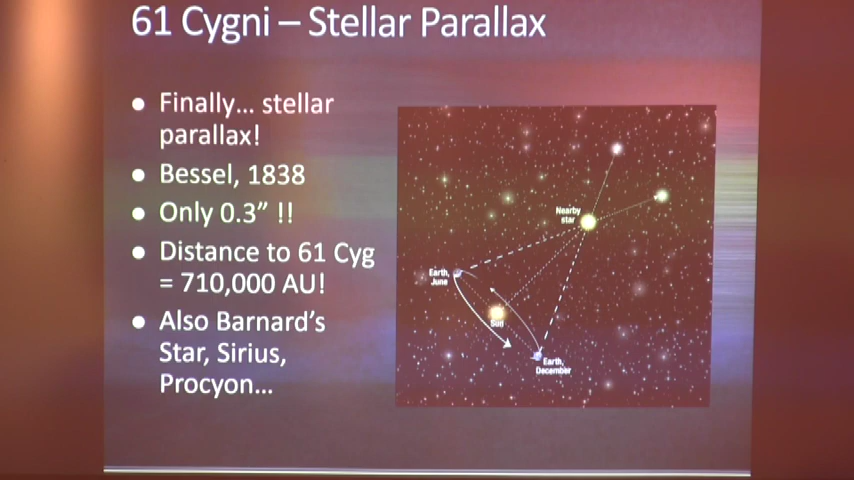 61 Cygni – Stellar Parallax
● Finally... stellar
parallax!
● Bessel, 1838
● Only 0.3” !!
● Distance to 61 Cyg
= 710,000 AU!
● Also Barnard’s
Star, Sirius,
Procyon...
Nearby
star
Earth,
June
Sun
Earth,
December